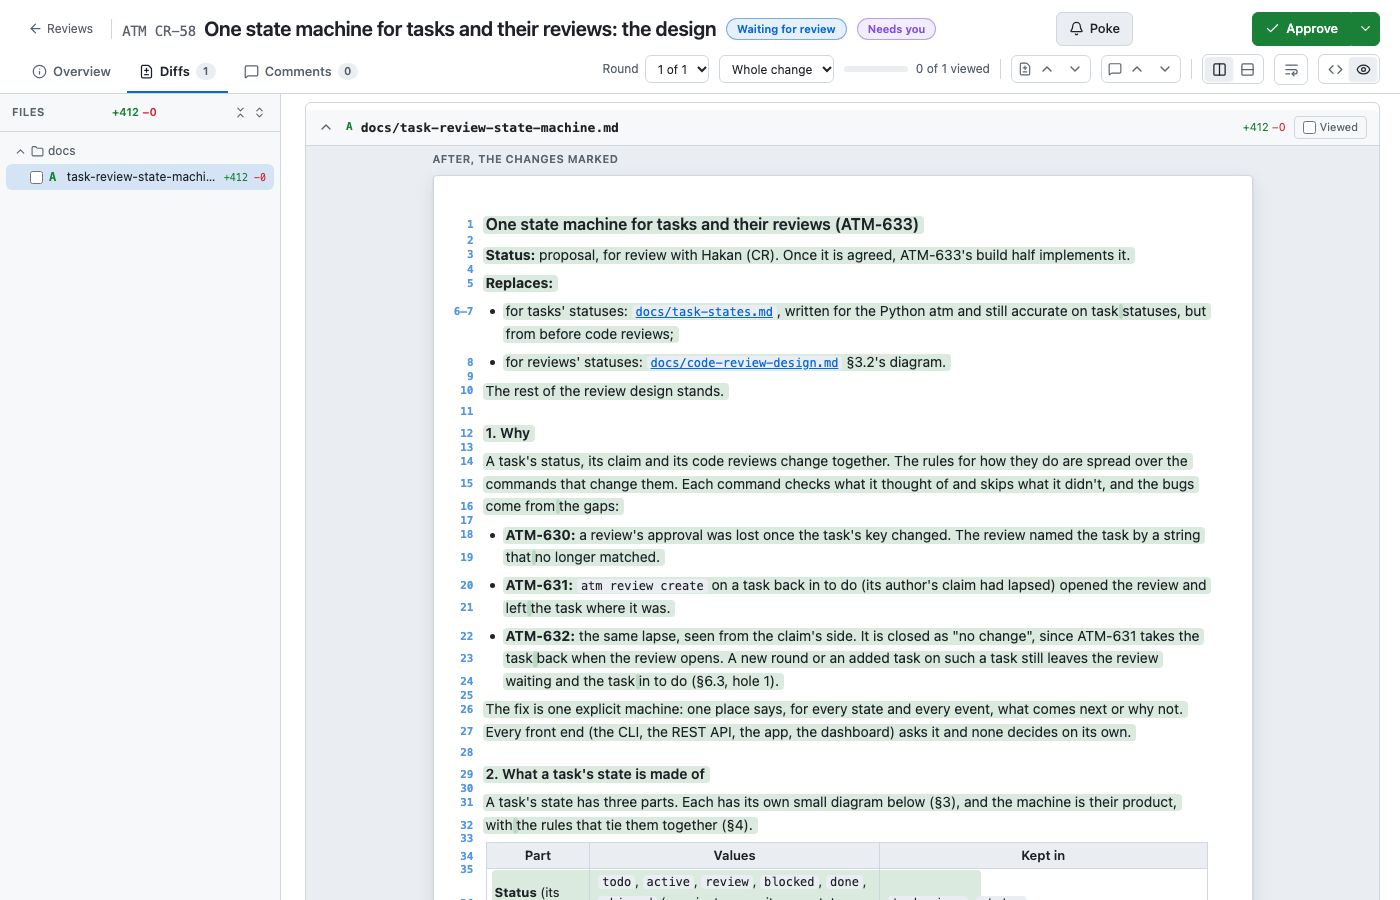 Reviews
ATM CR-58 One state machine for tasks and their reviews: the design
Waiting for review
Needs you
Poke
Approve
Overview
Diffs 1
Comments 0
Round
1 of 1
Whole change
0 of 1 viewed
FILES
+412 −0
docs
A task-review-state-machi... +412 −0
A docs/task-review-state-machine.md
+412 −0
Viewed
AFTER, THE CHANGES MARKED
1 One state machine for tasks and their reviews (ATM-633)
2
3 Status: proposal, for review with Hakan (CR). Once it is agreed, ATM-633's build half implements it.
4
5 Replaces:
6–7 • for tasks' statuses: docs/task-states.md , written for the Python atm and still accurate on task statuses, but
from before code reviews;
8 • for reviews' statuses: docs/code-review-design.md §3.2's diagram.
9
10 The rest of the review design stands.
11
12 1. Why
13
14 A task's status, its claim and its code reviews change together. The rules for how they do are spread over the
15 commands that change them. Each command checks what it thought of and skips what it didn't, and the bugs
16 come from the gaps:
17
18 • ATM-630: a review's approval was lost once the task's key changed. The review named the task by a string
19 that no longer matched.
20 • ATM-631: atm review create on a task back in to do (its author's claim had lapsed) opened the review and
21 left the task where it was.
22 • ATM-632: the same lapse, seen from the claim's side. It is closed as "no change", since ATM-631 takes the
23 task back when the review opens. A new round or an added task on such a task still leaves the review
24 waiting and the task in to do (§6.3, hole 1).
25
26 The fix is one explicit machine: one place says, for every state and every event, what comes next or why not.
27 Every front end (the CLI, the REST API, the app, the dashboard) asks it and none decides on its own.
28
29 2. What a task's state is made of
30
31 A task's state has three parts. Each has its own small diagram below (§3), and the machine is their product,
32 with the rules that tie them together (§4).
33
34 Part Values Kept in
35
Status (its
todo, active, review, blocked, done,